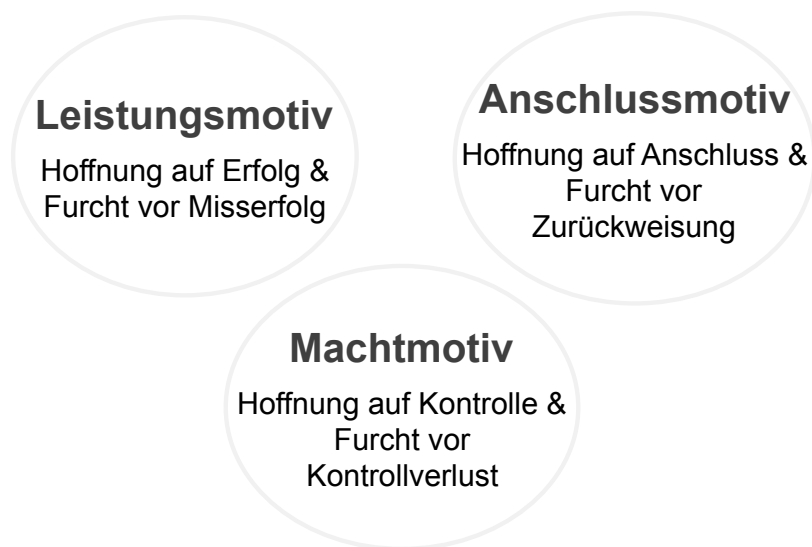 Leistungsmotiv
Hoffnung auf Erfolg &
Furcht vor Misserfolg
Anschlussmotiv
Hoffnung auf Anschluss &
Furcht vor
Zurückweisung
Machtmotiv
Hoffnung auf Kontrolle &
Furcht vor
Kontrollverlust